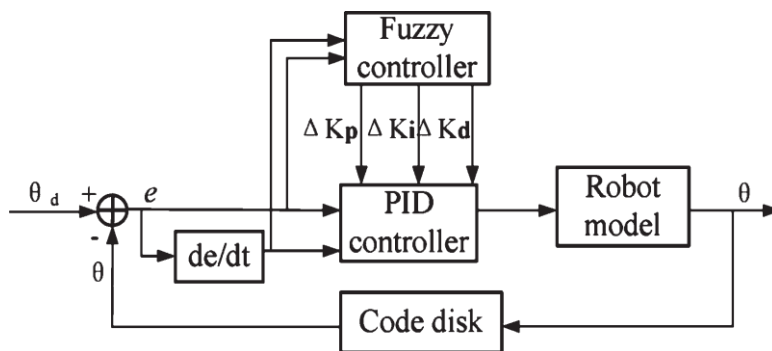 Fuzzy
controller
Δ Kp Δ Ki Δ Kd
θ d + e
PID
controller
Robot
model
θ
-
θ
de/dt
Code disk